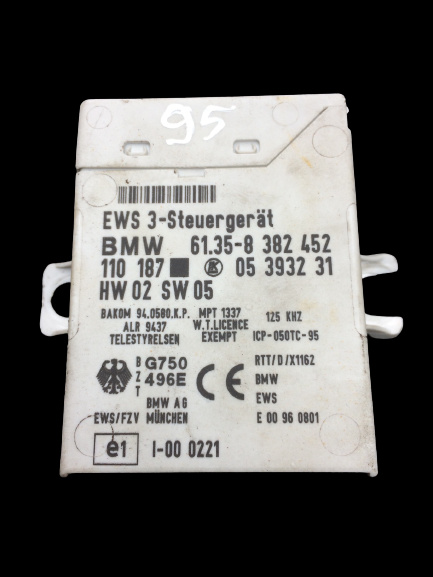 95
EWS 3-Steuergerät
BMW 61.35-8 382 452
110 187 05 3932 31
HW 02 SW 05
BAKOM 94.0580.K.P. MPT 1337 125 KHZ
ALR 9437 W.T.LICENCE
TELESTYRELSEN EXEMPT ICP-050TC-95
BZT G750 496E CE RTT/D/X1162
BMW
BMW AG EWS
EWS/FZV MÜNCHEN E 00 96 0801
e1 I-00 0221